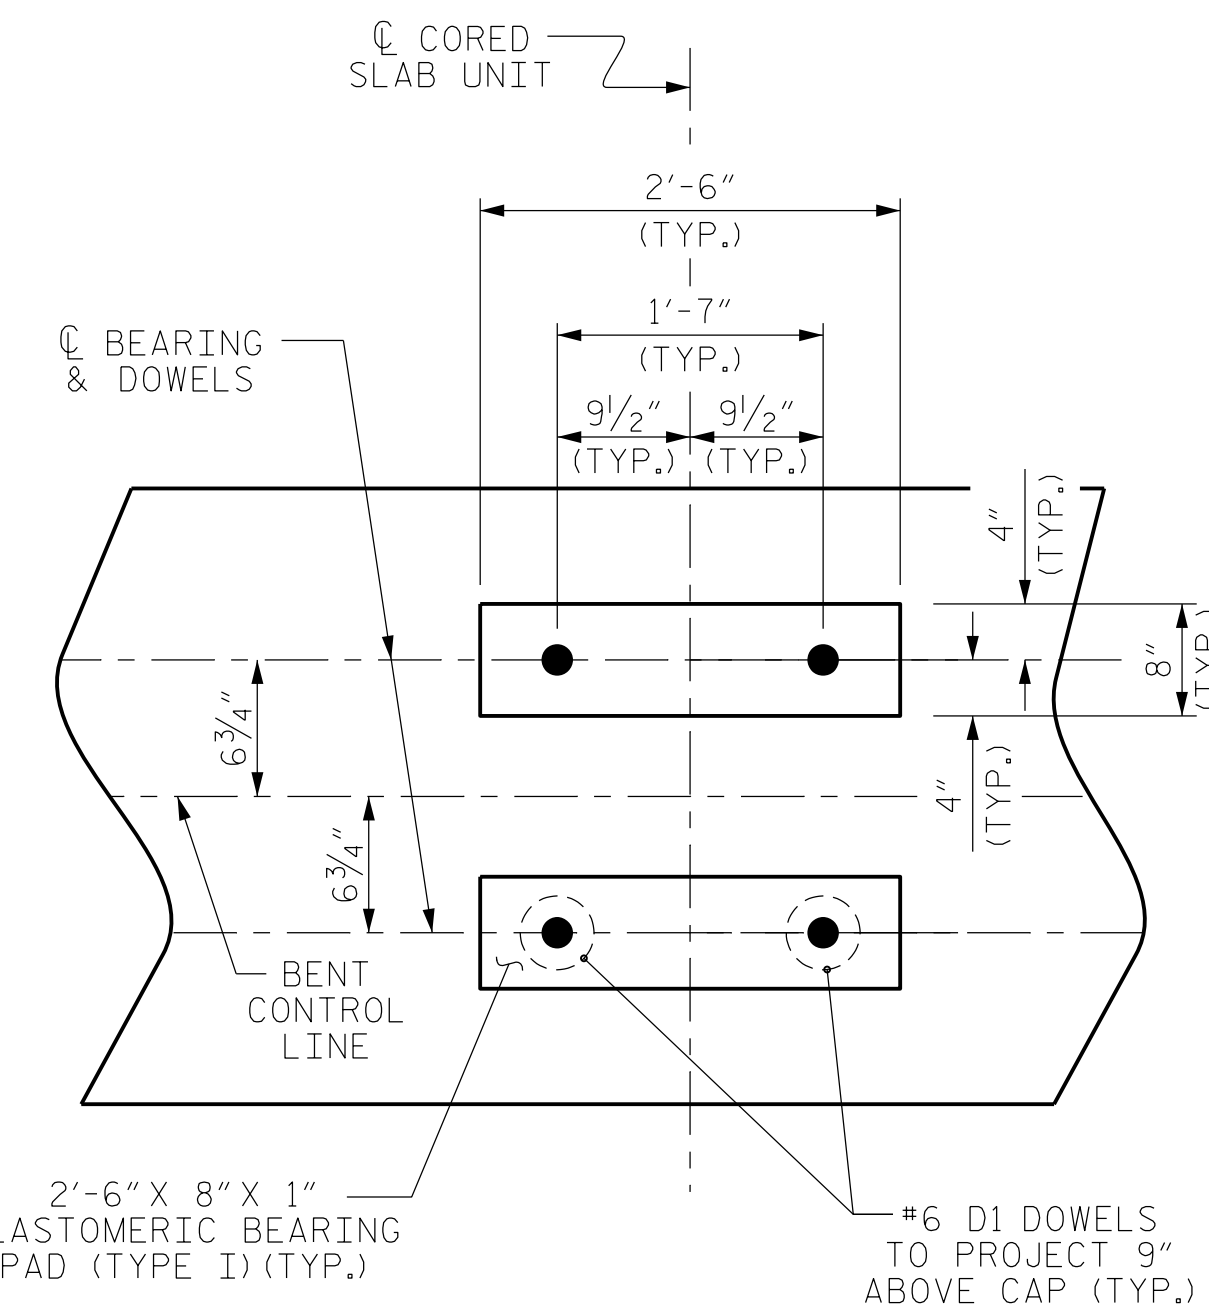 ℄ CORED
SLAB UNIT
2'-6"
(TYP.)
1'-7"
(TYP.)
℄ BEARING
& DOWELS
9½" 9½"
(TYP.) (TYP.)
4"
(TYP.)
8"
(TYP.)
6¾"
4"
(TYP.)
6¾"
BENT
CONTROL
LINE
2'-6" X 8" X 1"
LASTOMERIC BEARING
PAD (TYPE I)(TYP.)
#6 D1 DOWELS
TO PROJECT 9"
ABOVE CAP (TYP.)